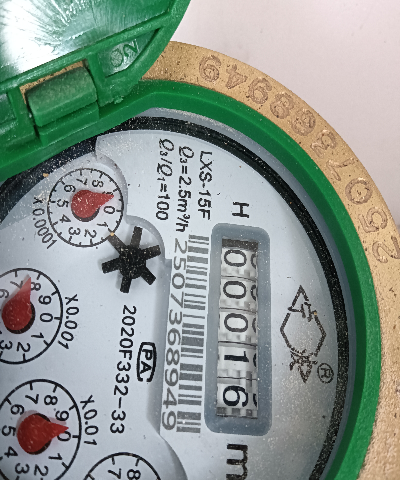 2507368949
LXS-15F
Q₃=2.5m³/h
Q₃/Q₁=100
H
00016
m
2507368949
2020F332-33
PA
®
X0.0001
X0.001
X0.01